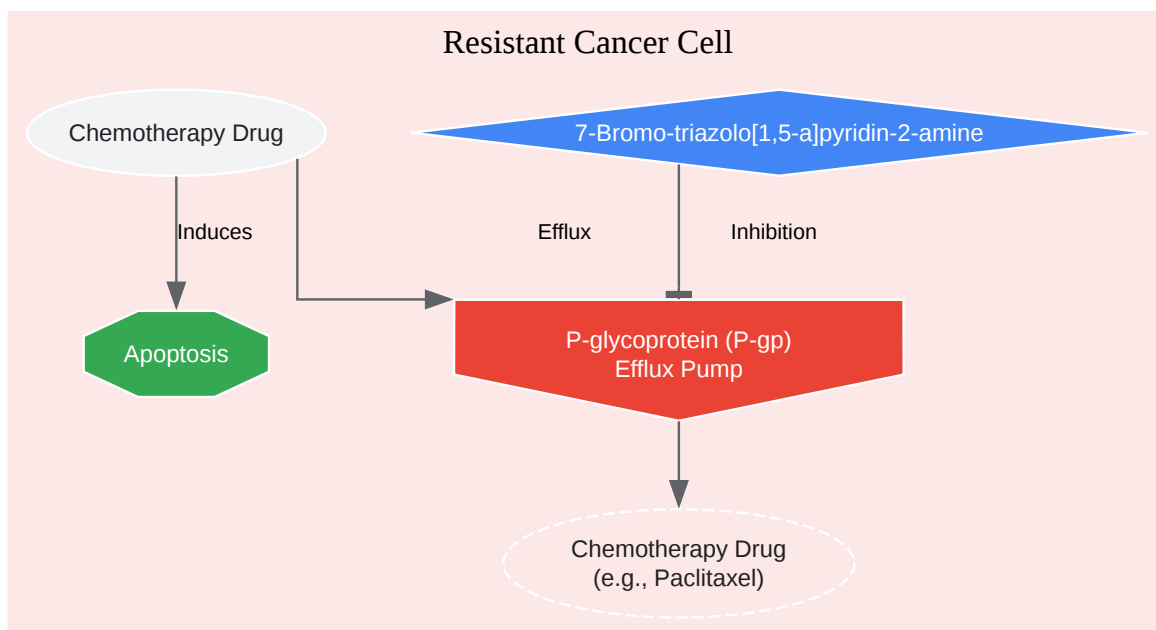 Resistant Cancer Cell
Chemotherapy Drug
7-Bromo-triazolo[1,5-a]pyridin-2-amine
Induces
Efflux
Inhibition
Apoptosis
P-glycoprotein (P-gp)
Efflux Pump
Chemotherapy Drug
(e.g., Paclitaxel)